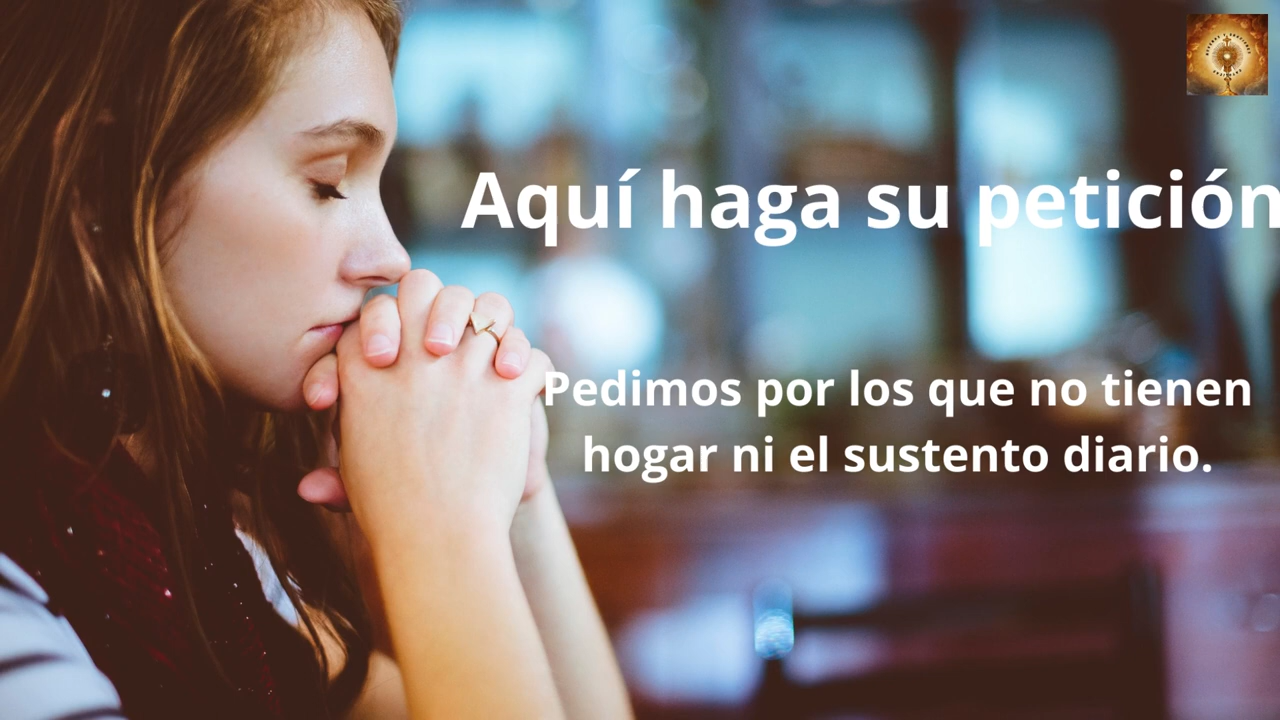 Aquí haga su petición
Pedimos por los que no tienen
hogar ni el sustento diario.